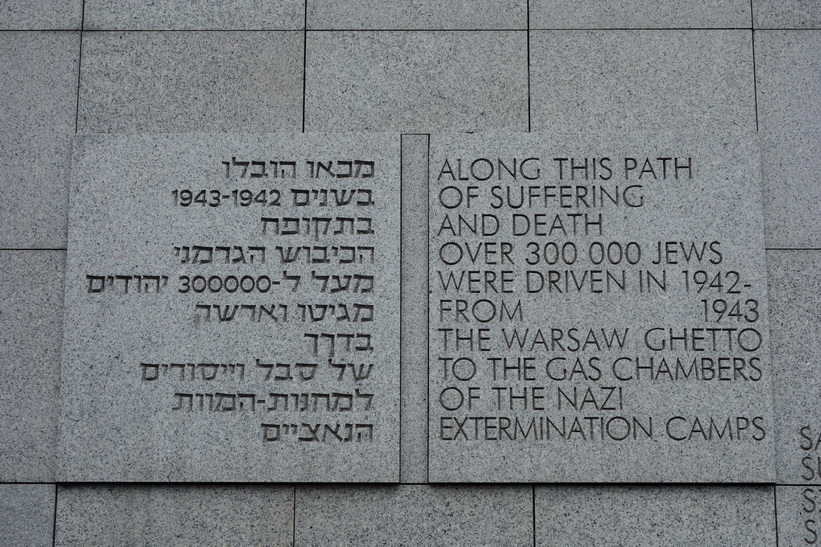 מכאו הובלו
בשנים 1943-1942
בתקופה
הכיבוש הגרמני
מעל ל-300000 יהודים
מגיטו וארשה
בדרך
של סבל וייסורים
למחנות-המוות
הנאציים
ALONG THIS PATH
OF SUFFERING
AND DEATH
OVER 300 000 JEWS
WERE DRIVEN IN 1942-
FROM 1943
THE WARSAW GHETTO
TO THE GAS CHAMBERS
OF THE NAZI
EXTERMINATION CAMPS